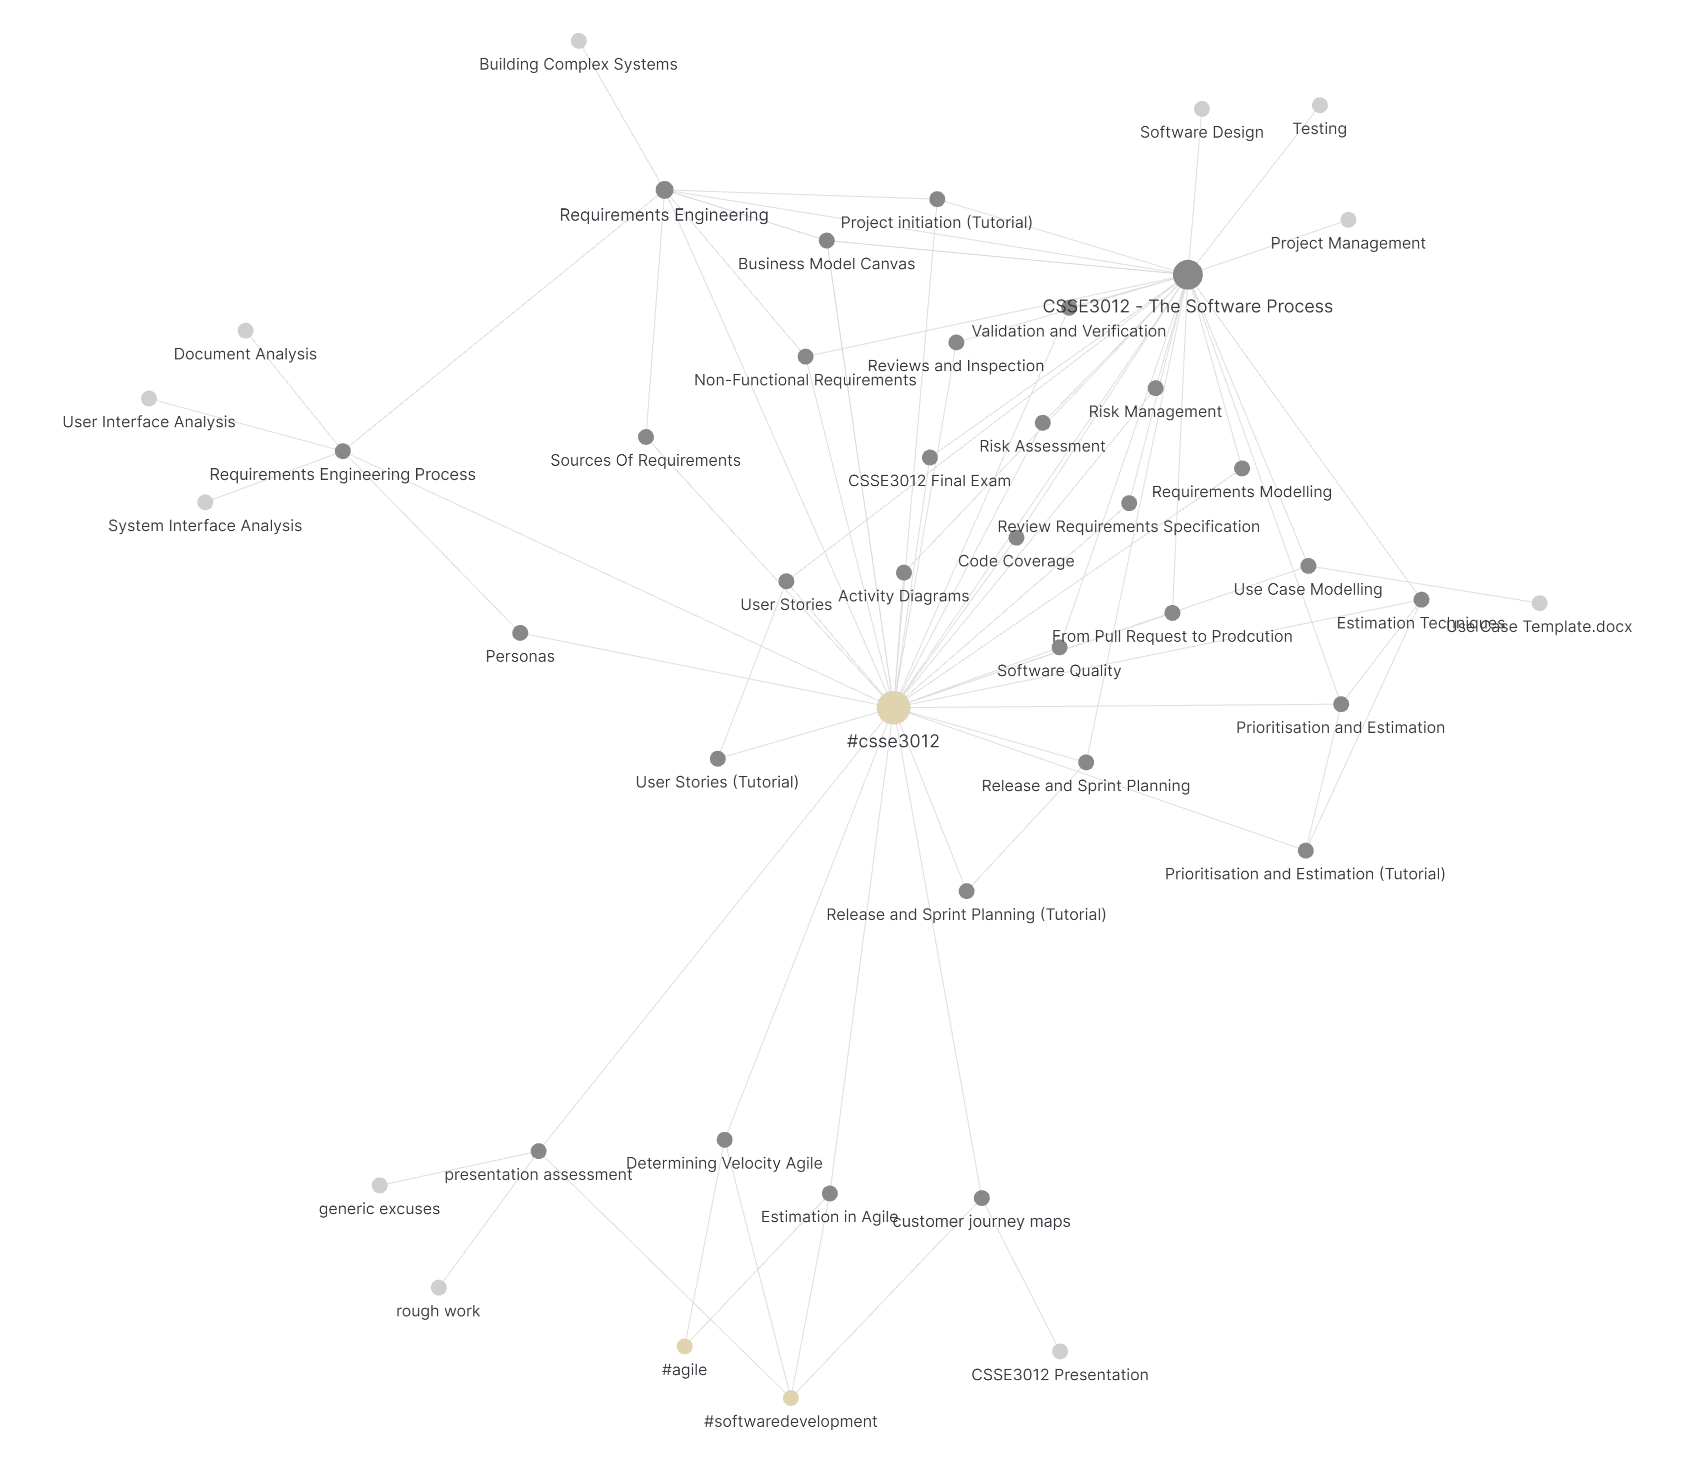 Building Complex Systems
Software Design
Testing
Requirements Engineering
Project initiation (Tutorial)
Project Management
Business Model Canvas
CSSE3012 - The Software Process
Validation and Verification
Document Analysis
Reviews and Inspection
Non-Functional Requirements
Risk Management
User Interface Analysis
Risk Assessment
Sources Of Requirements
Requirements Engineering Process
CSSE3012 Final Exam
Requirements Modelling
System Interface Analysis
Review Requirements Specification
Code Coverage
Use Case Modelling
Activity Diagrams
User Stories
Estimation Techniques
Use Case Template.docx
From Pull Request to Prodcution
Personas
Software Quality
Prioritisation and Estimation
#csse3012
User Stories (Tutorial)
Release and Sprint Planning
Prioritisation and Estimation (Tutorial)
Release and Sprint Planning (Tutorial)
Determining Velocity Agile
presentation assessment
generic excuses
Estimation in Agile
customer journey maps
rough work
#agile
CSSE3012 Presentation
#softwaredevelopment